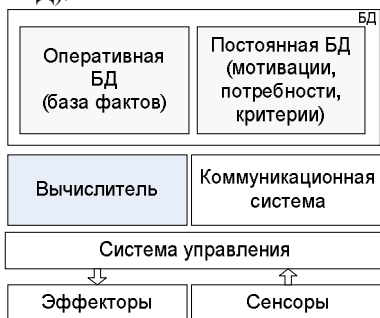 БД
Оперативная
БД
(база фактов)
Постоянная БД
(мотивации,
потребности,
критерии)
Вычислитель
Коммуникационная
система
Система управления
Эффекторы
Сенсоры